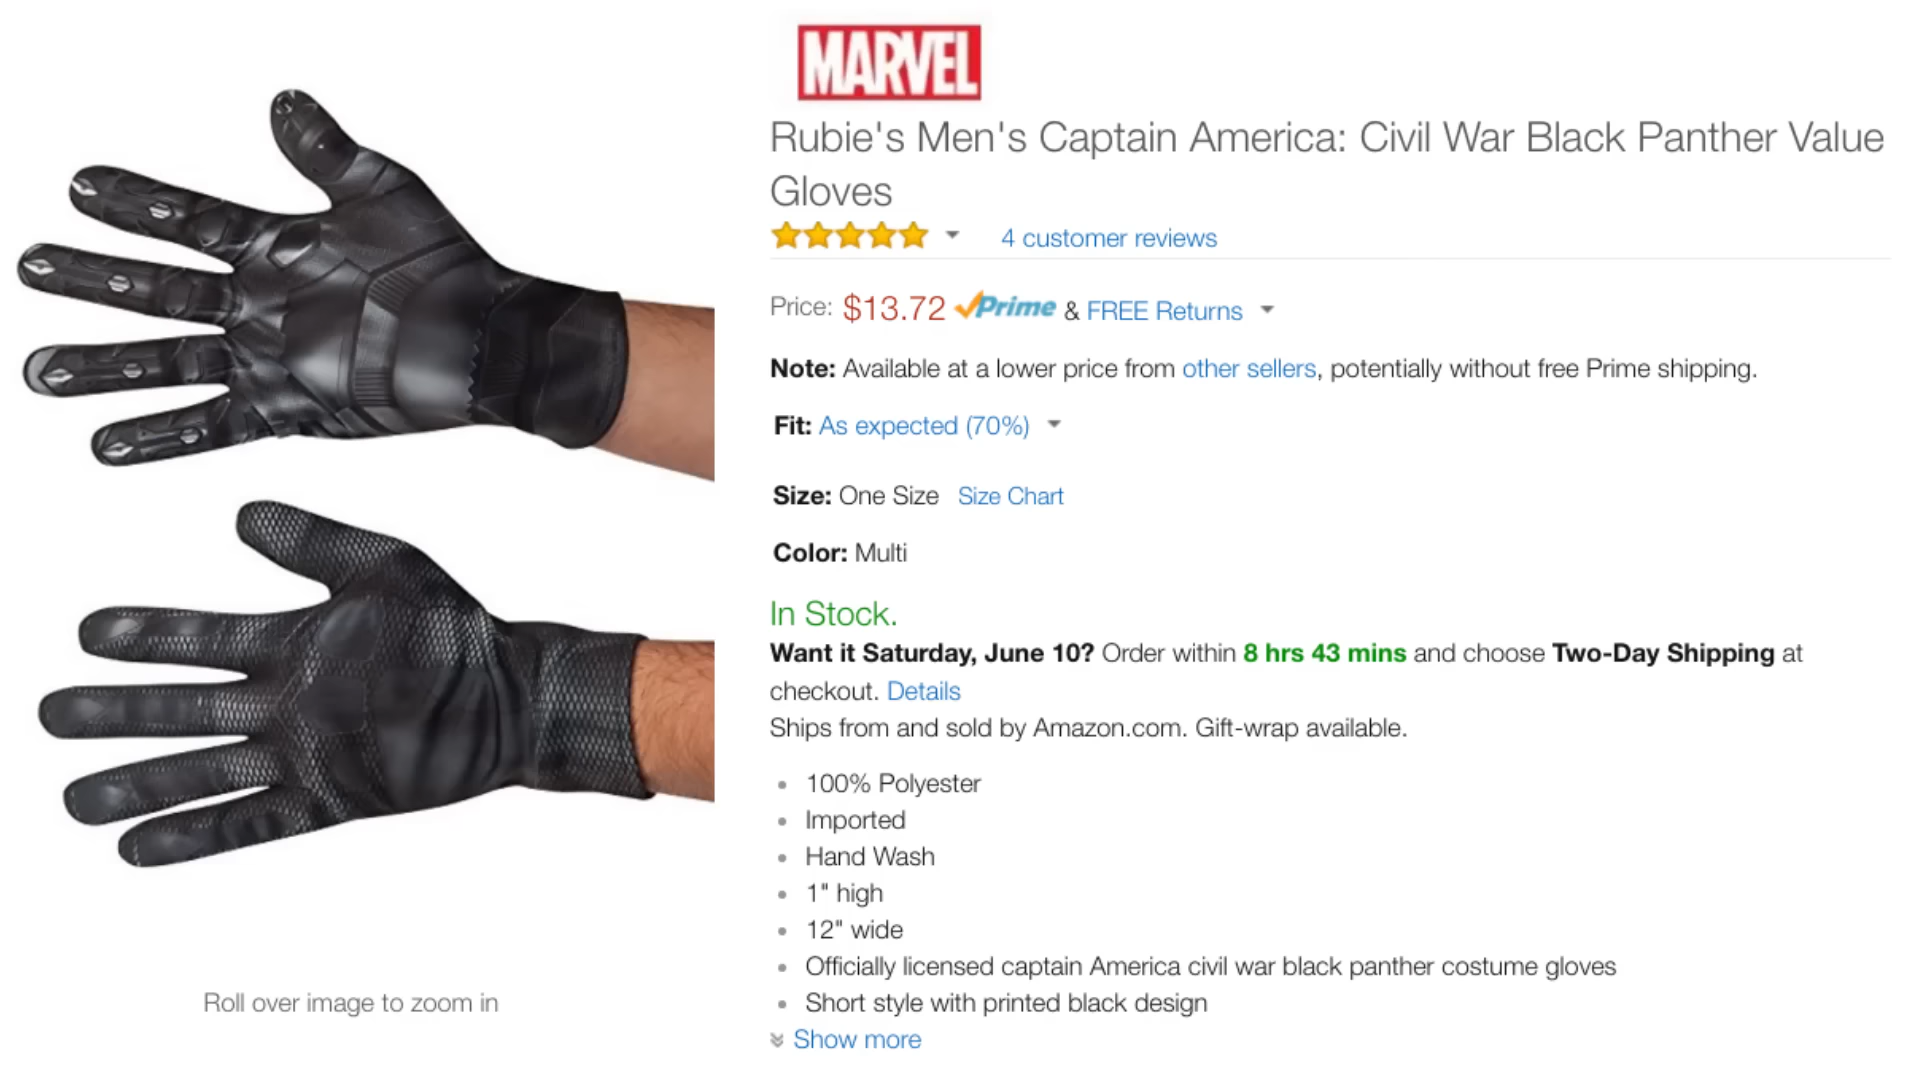 MARVEL
Rubie's Men's Captain America: Civil War Black Panther Value
Gloves
4 customer reviews
Price: $13.72 Prime & FREE Returns
Note: Available at a lower price from other sellers, potentially without free Prime shipping.
Fit: As expected (70%)
Size: One Size Size Chart
Color: Multi
In Stock.
Want it Saturday, June 10? Order within 8 hrs 43 mins and choose Two-Day Shipping at
checkout. Details
Ships from and sold by Amazon.com. Gift-wrap available.
100% Polyester
Imported
Hand Wash
1" high
12" wide
Officially licensed captain America civil war black panther costume gloves
Short style with printed black design
Show more
Roll over image to zoom in